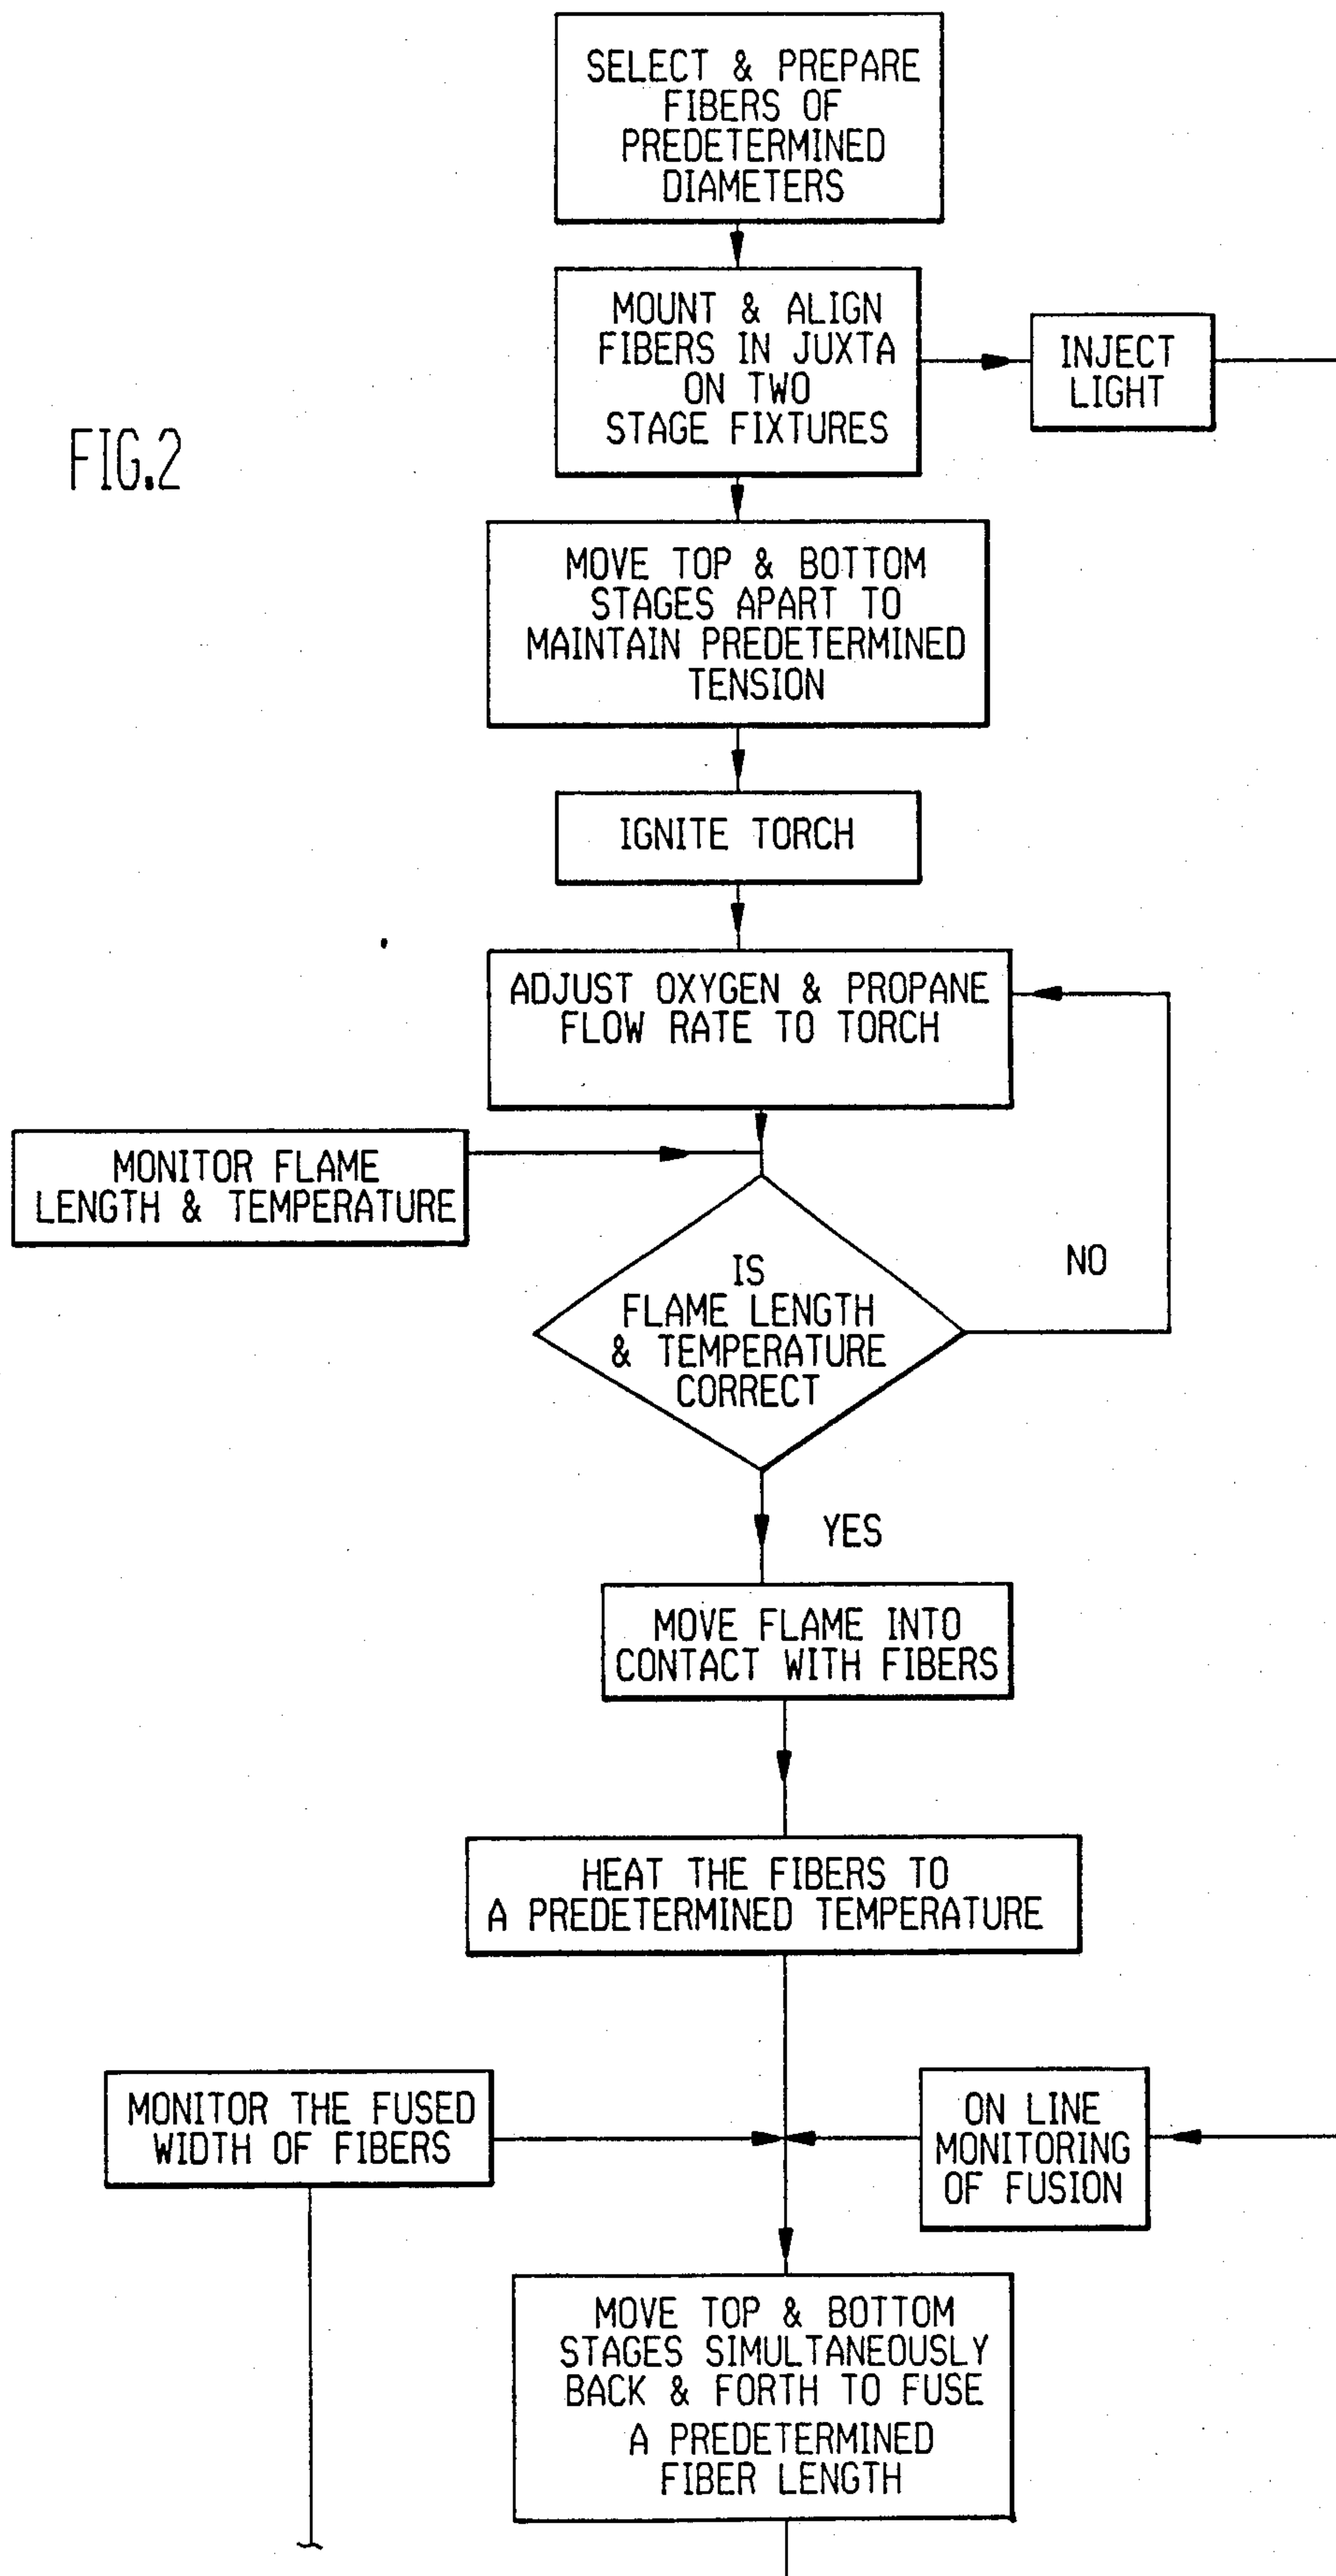 SELECT & PREPARE
FIBERS OF
PREDETERMINED
DIAMETERS
MOUNT & ALIGN
FIBERS IN JUXTA
ON TWO
STAGE FIXTURES
INJECT
LIGHT
FIG.2
MOVE TOP & BOTTOM
STAGES APART TO
MAINTAIN PREDETERMINED
TENSION
IGNITE TORCH
ADJUST OXYGEN & PROPANE
FLOW RATE TO TORCH
MONITOR FLAME
LENGTH & TEMPERATURE
IS
FLAME LENGTH
& TEMPERATURE
CORRECT
NO
YES
MOVE FLAME INTO
CONTACT WITH FIBERS
HEAT THE FIBERS TO
A PREDETERMINED TEMPERATURE
MONITOR THE FUSED
WIDTH OF FIBERS
ON LINE
MONITORING
OF FUSION
MOVE TOP & BOTTOM
STAGES SIMULTANEOUSLY
BACK & FORTH TO FUSE
A PREDETERMINED
FIBER LENGTH